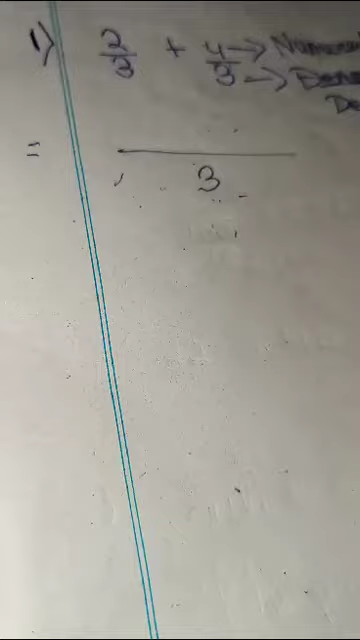 1) 2/3 + 4/3 →
→
= ―
3